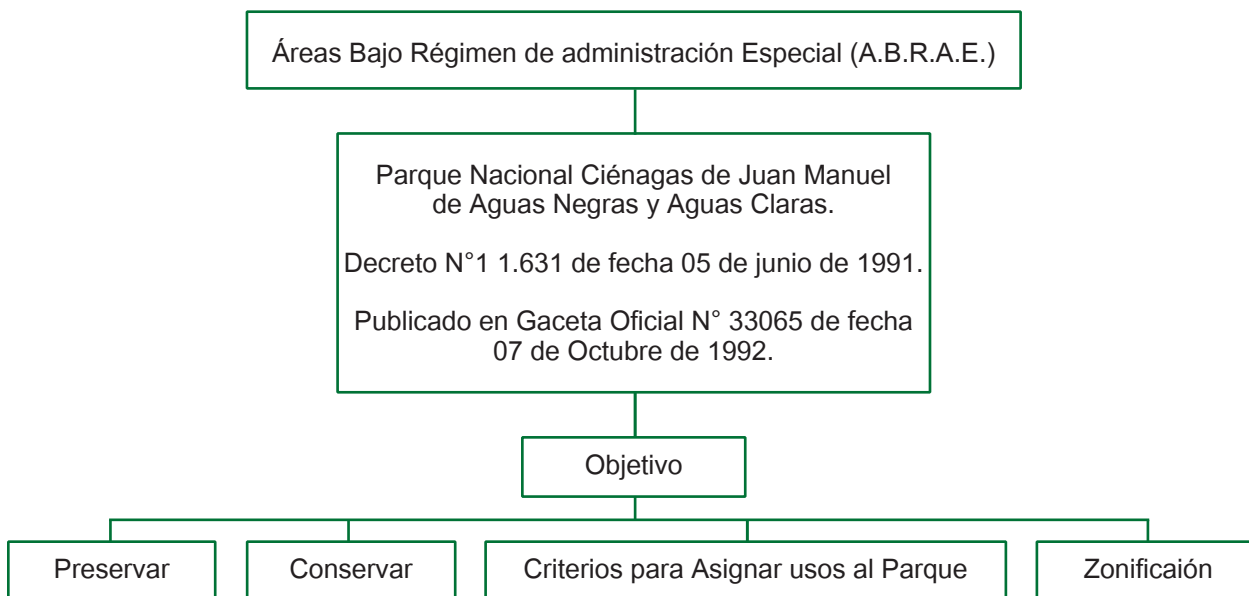 Áreas Bajo Régimen de administración Especial (A.B.R.A.E.)
Parque Nacional Ciénagas de Juan Manuel
de Aguas Negras y Aguas Claras.
Decreto N°1 1.631 de fecha 05 de junio de 1991.
Publicado en Gaceta Oficial N° 33065 de fecha
07 de Octubre de 1992.
Objetivo
Preservar
Conservar
Criterios para Asignar usos al Parque
Zonificaión